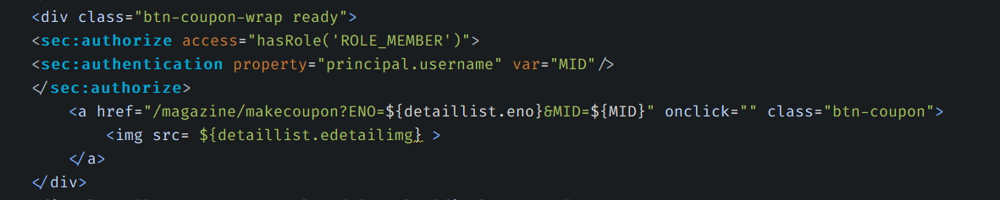 <div class="btn-coupon-wrap ready">
<sec:authorize access="hasRole('ROLE_MEMBER')">
<sec:authentication property="principal.username" var="MID"/>
</sec:authorize>
<a href="/magazine/makecoupon?ENO=${detaillist.eno}&MID=${MID}" onclick="" class="btn-coupon">
<img src= ${detaillist.edetailimg} >
</a>
</div>